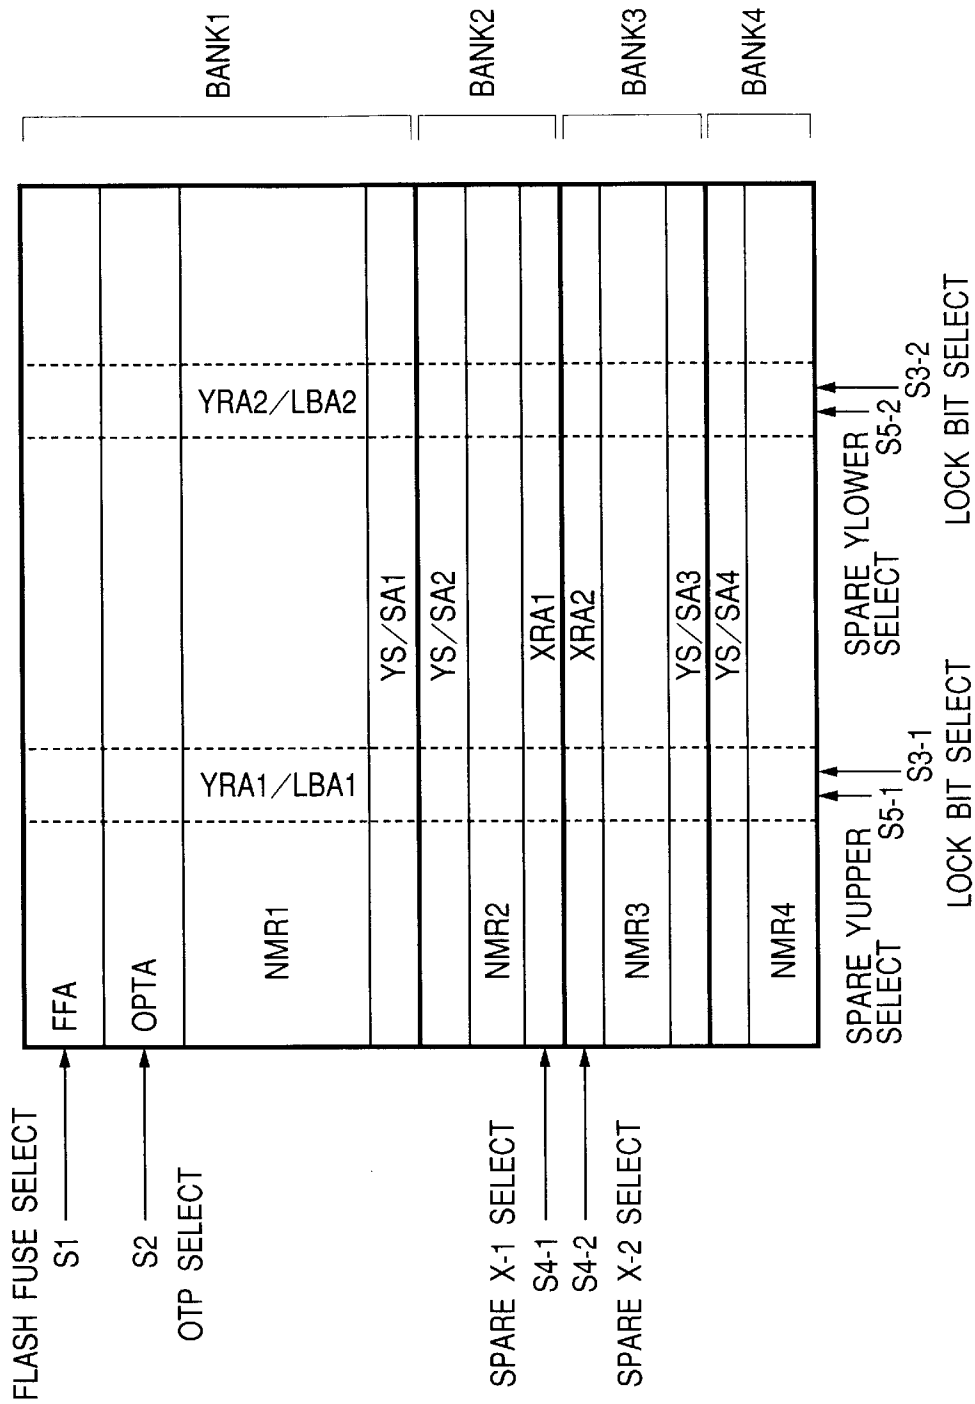 FLASH FUSE SELECT
S1
S2
OTP SELECT
SPARE X-1 SELECT
S4-1
S4-2
SPARE X-2 SELECT
FFA
OPTA
NMR1
YRA1/LBA1
YRA2/LBA2
YS/SA1
YS/SA2
NMR2
XRA1
XRA2
NMR3
YS/SA3
YS/SA4
NMR4
BANK1
BANK2
BANK3
BANK4
SPARE YUPPER
SELECT
S5-1
S3-1
LOCK BIT SELECT
SPARE YLOWER
SELECT
S5-2
S3-2
LOCK BIT SELECT